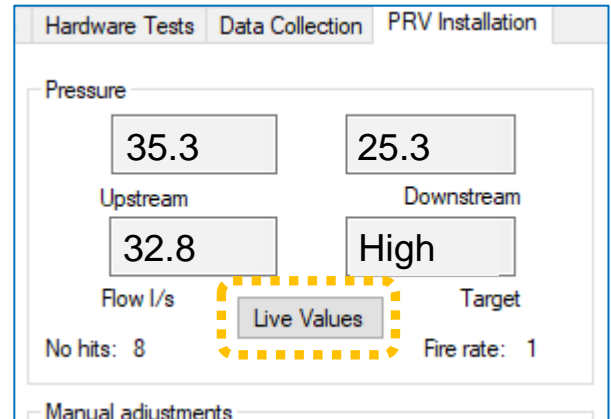 Hardware Tests Data Collection PRV Installation
Pressure
35.3 25.3
Upstream Downstream
32.8 High
Flow l/s Live Values Target
No hits: 8 Fire rate: 1
Manual adjustments